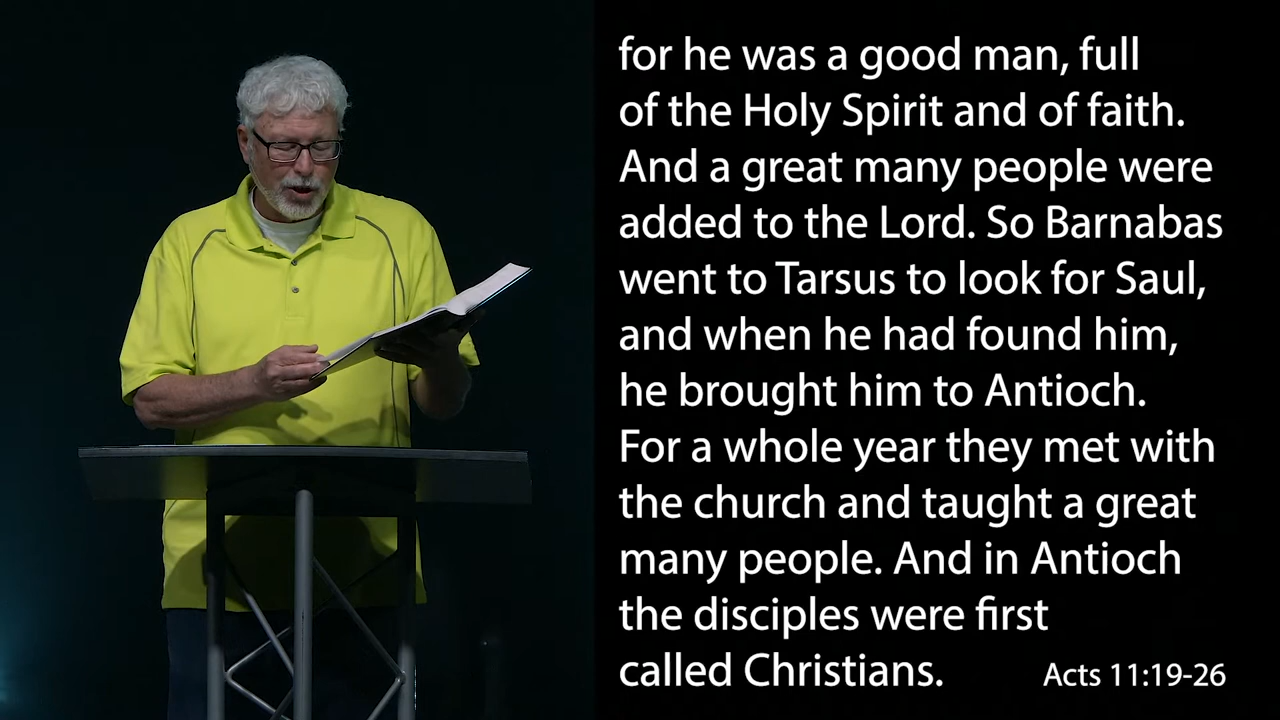 for he was a good man, full
of the Holy Spirit and of faith.
And a great many people were
added to the Lord. So Barnabas
went to Tarsus to look for Saul,
and when he had found him,
he brought him to Antioch.
For a whole year they met with
the church and taught a great
many people. And in Antioch
the disciples were first
called Christians.
Acts 11:19-26